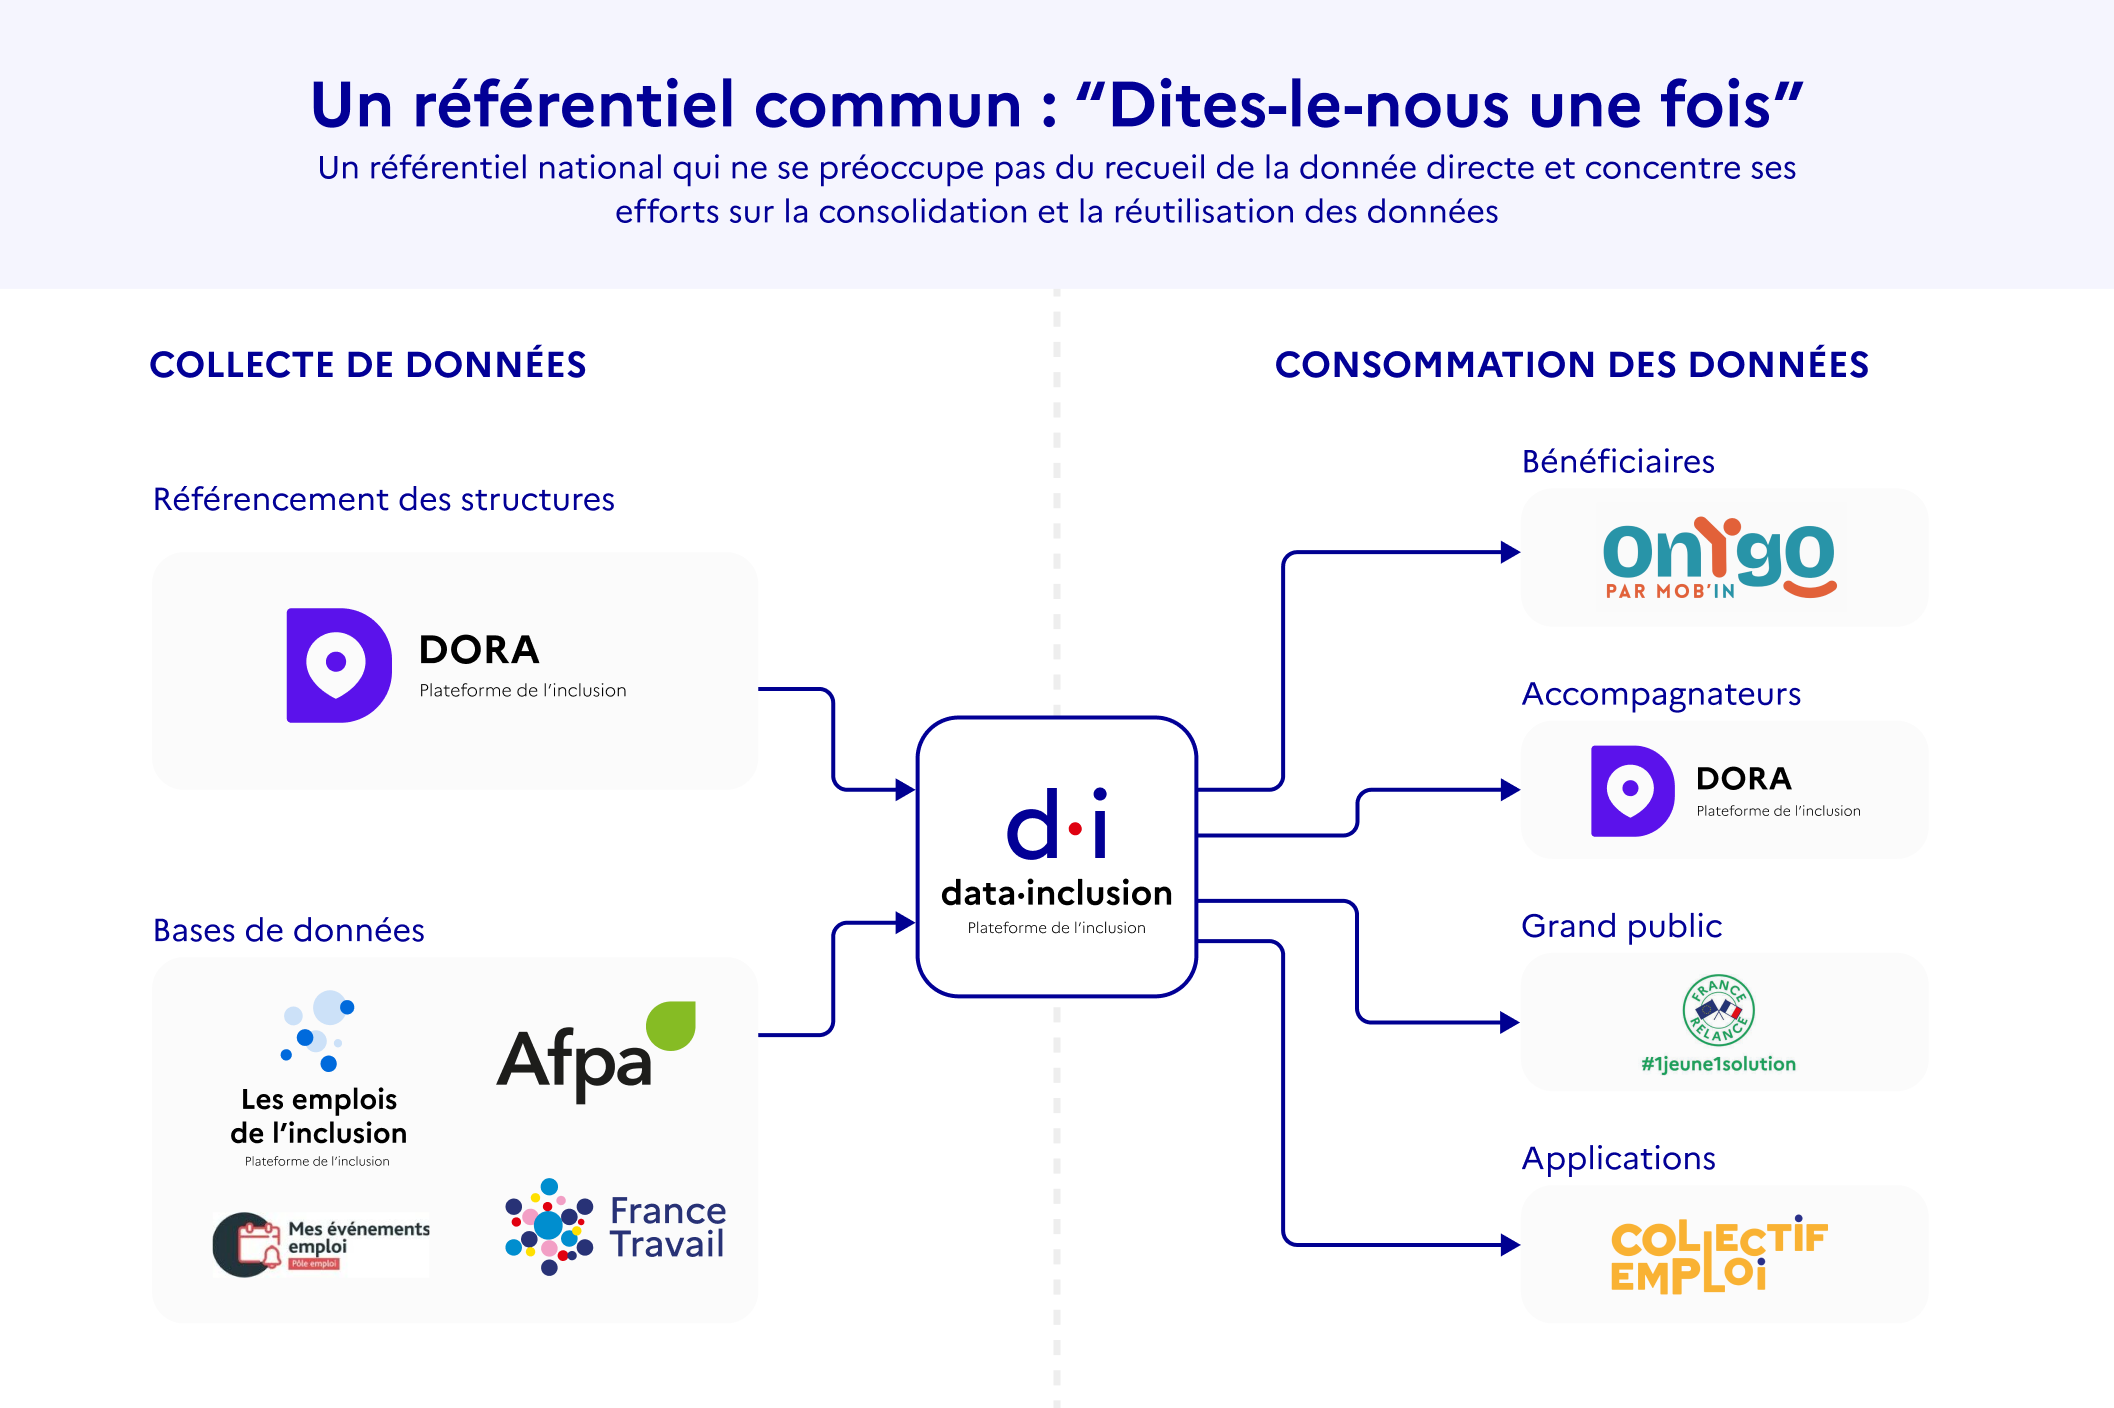 Un référentiel commun : “Dites-le-nous une fois”
Un référentiel national qui ne se préoccupe pas du recueil de la donnée directe et concentre ses
efforts sur la consolidation et la réutilisation des données
COLLECTE DE DONNÉES
Référencement des structures
DORA
Plateforme de l’inclusion
Bases de données
Les emplois
de l’inclusion
Plateforme de l’inclusion
Afpa
Mes événements
emploi
Pôle emploi
France
Travail
d·i
data·inclusion
Plateforme de l’inclusion
CONSOMMATION DES DONNÉES
Bénéficiaires
OnYgO
PAR MOB’IN
Accompagnateurs
DORA
Plateforme de l’inclusion
Grand public
FRANCE
RELANCE
#1jeune1solution
Applications
COLLECTiF
EMPLOi